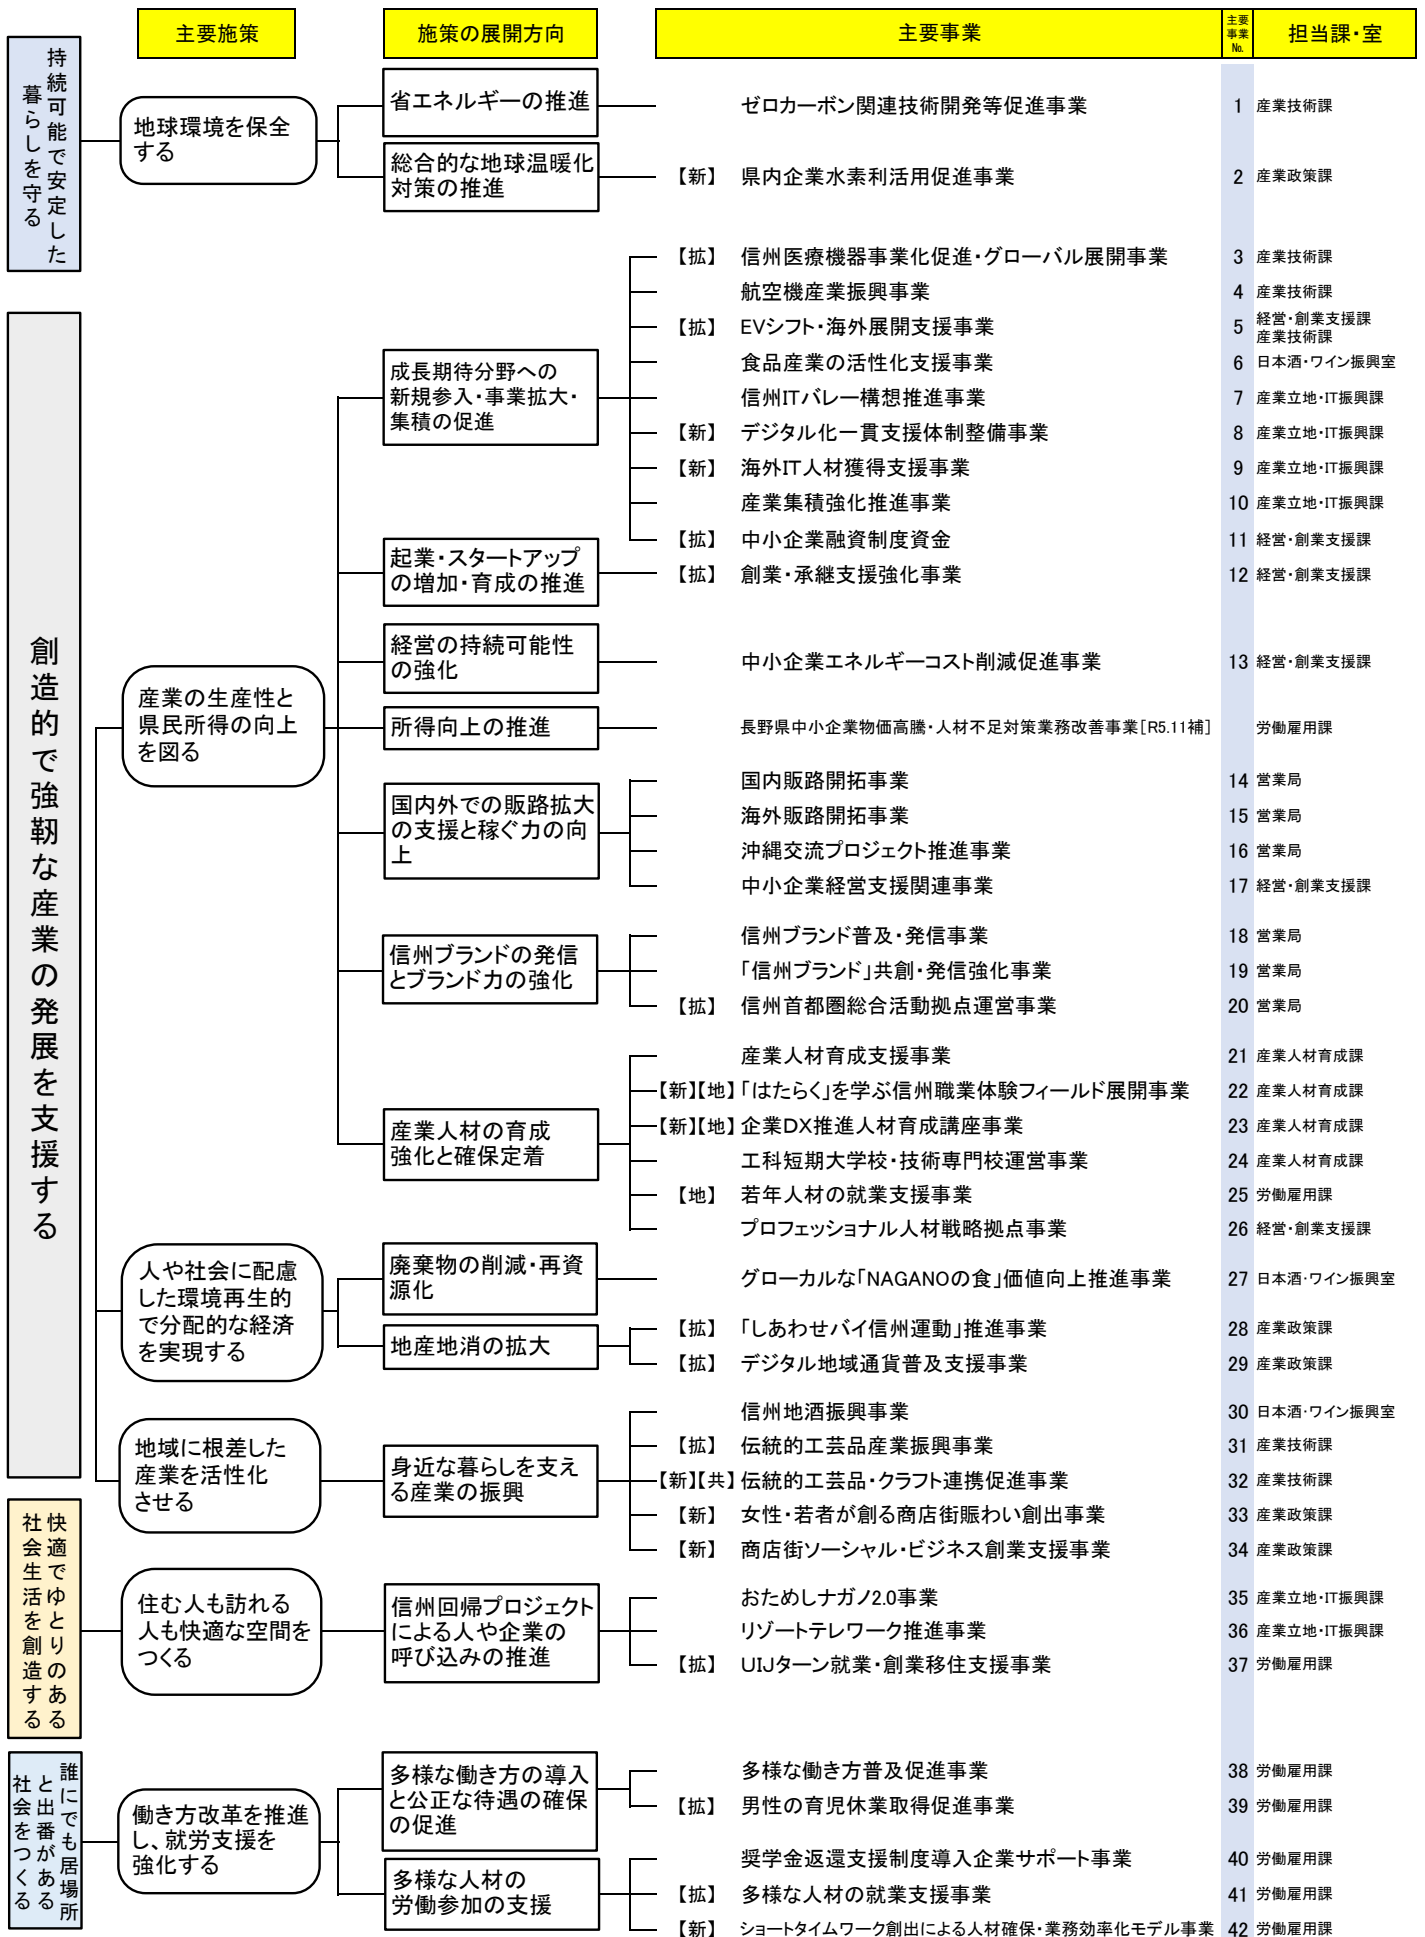 主要施策
施策の展開方向
主要事業
主要
事業
No.
担当課・室
持続可能で安定した
暮らしを守る
地球環境を保全
する
省エネルギーの推進
ゼロカーボン関連技術開発等促進事業 1 産業技術課
総合的な地球温暖化
対策の推進
【新】 県内企業水素利活用促進事業 2 産業政策課
創造的で強靭な産業の発展を支援する
産業の生産性と
県民所得の向上
を図る
成長期待分野への
新規参入・事業拡大・
集積の促進
【拡】 信州医療機器事業化促進・グローバル展開事業 3 産業技術課
航空機産業振興事業 4 産業技術課
【拡】 EVシフト・海外展開支援事業 5 経営・創業支援課
産業技術課
食品産業の活性化支援事業 6 日本酒・ワイン振興室
信州ITバレー構想推進事業 7 産業立地・IT振興課
【新】 デジタル化一貫支援体制整備事業 8 産業立地・IT振興課
【新】 海外IT人材獲得支援事業 9 産業立地・IT振興課
産業集積強化推進事業 10 産業立地・IT振興課
【拡】 中小企業融資制度資金 11 経営・創業支援課
起業・スタートアップ
の増加・育成の推進
【拡】 創業・承継支援強化事業 12 経営・創業支援課
経営の持続可能性
の強化
中小企業エネルギーコスト削減促進事業 13 経営・創業支援課
所得向上の推進
長野県中小企業物価高騰・人材不足対策業務改善事業[R5.11補] 労働雇用課
国内外での販路拡大
の支援と稼ぐ力の向
上
国内販路開拓事業 14 営業局
海外販路開拓事業 15 営業局
沖縄交流プロジェクト推進事業 16 営業局
中小企業経営支援関連事業 17 経営・創業支援課
信州ブランドの発信
とブランド力の強化
信州ブランド普及・発信事業 18 営業局
「信州ブランド」共創・発信強化事業 19 営業局
【拡】 信州首都圏総合活動拠点運営事業 20 営業局
産業人材の育成
強化と確保定着
産業人材育成支援事業 21 産業人材育成課
【新】【地】「はたらく」を学ぶ信州職業体験フィールド展開事業 22 産業人材育成課
【新】【地】企業DX推進人材育成講座事業 23 産業人材育成課
工科短期大学校・技術専門校運営事業 24 産業人材育成課
【地】 若年人材の就業支援事業 25 労働雇用課
プロフェッショナル人材戦略拠点事業 26 経営・創業支援課
人や社会に配慮
した環境再生的
で分配的な経済
を実現する
廃棄物の削減・再資
源化
グローカルな「NAGANOの食」価値向上推進事業 27 日本酒・ワイン振興室
地産地消の拡大
【拡】 「しあわせバイ信州運動」推進事業 28 産業政策課
【拡】 デジタル地域通貨普及支援事業 29 産業政策課
地域に根差した
産業を活性化
させる
身近な暮らしを支え
る産業の振興
信州地酒振興事業 30 日本酒・ワイン振興室
【拡】 伝統的工芸品産業振興事業 31 産業技術課
【新】【共】伝統的工芸品・クラフト連携促進事業 32 産業技術課
【新】 女性・若者が創る商店街賑わい創出事業 33 産業政策課
【新】 商店街ソーシャル・ビジネス創業支援事業 34 産業政策課
快適でゆとりのある
社会生活を創造する
住む人も訪れる
人も快適な空間を
つくる
信州回帰プロジェクト
による人や企業の
呼び込みの推進
おためしナガノ2.0事業 35 産業立地・IT振興課
リゾートテレワーク推進事業 36 産業立地・IT振興課
【拡】 UIJターン就業・創業移住支援事業 37 労働雇用課
誰にでも居場所
と出番がある
社会をつくる
働き方改革を推進
し、就労支援を
強化する
多様な働き方の導入
と公正な待遇の確保
の促進
多様な働き方普及促進事業 38 労働雇用課
【拡】 男性の育児休業取得促進事業 39 労働雇用課
多様な人材の
労働参加の支援
奨学金返還支援制度導入企業サポート事業 40 労働雇用課
【拡】 多様な人材の就業支援事業 41 労働雇用課
【新】 ショートタイムワーク創出による人材確保・業務効率化モデル事業 42 労働雇用課